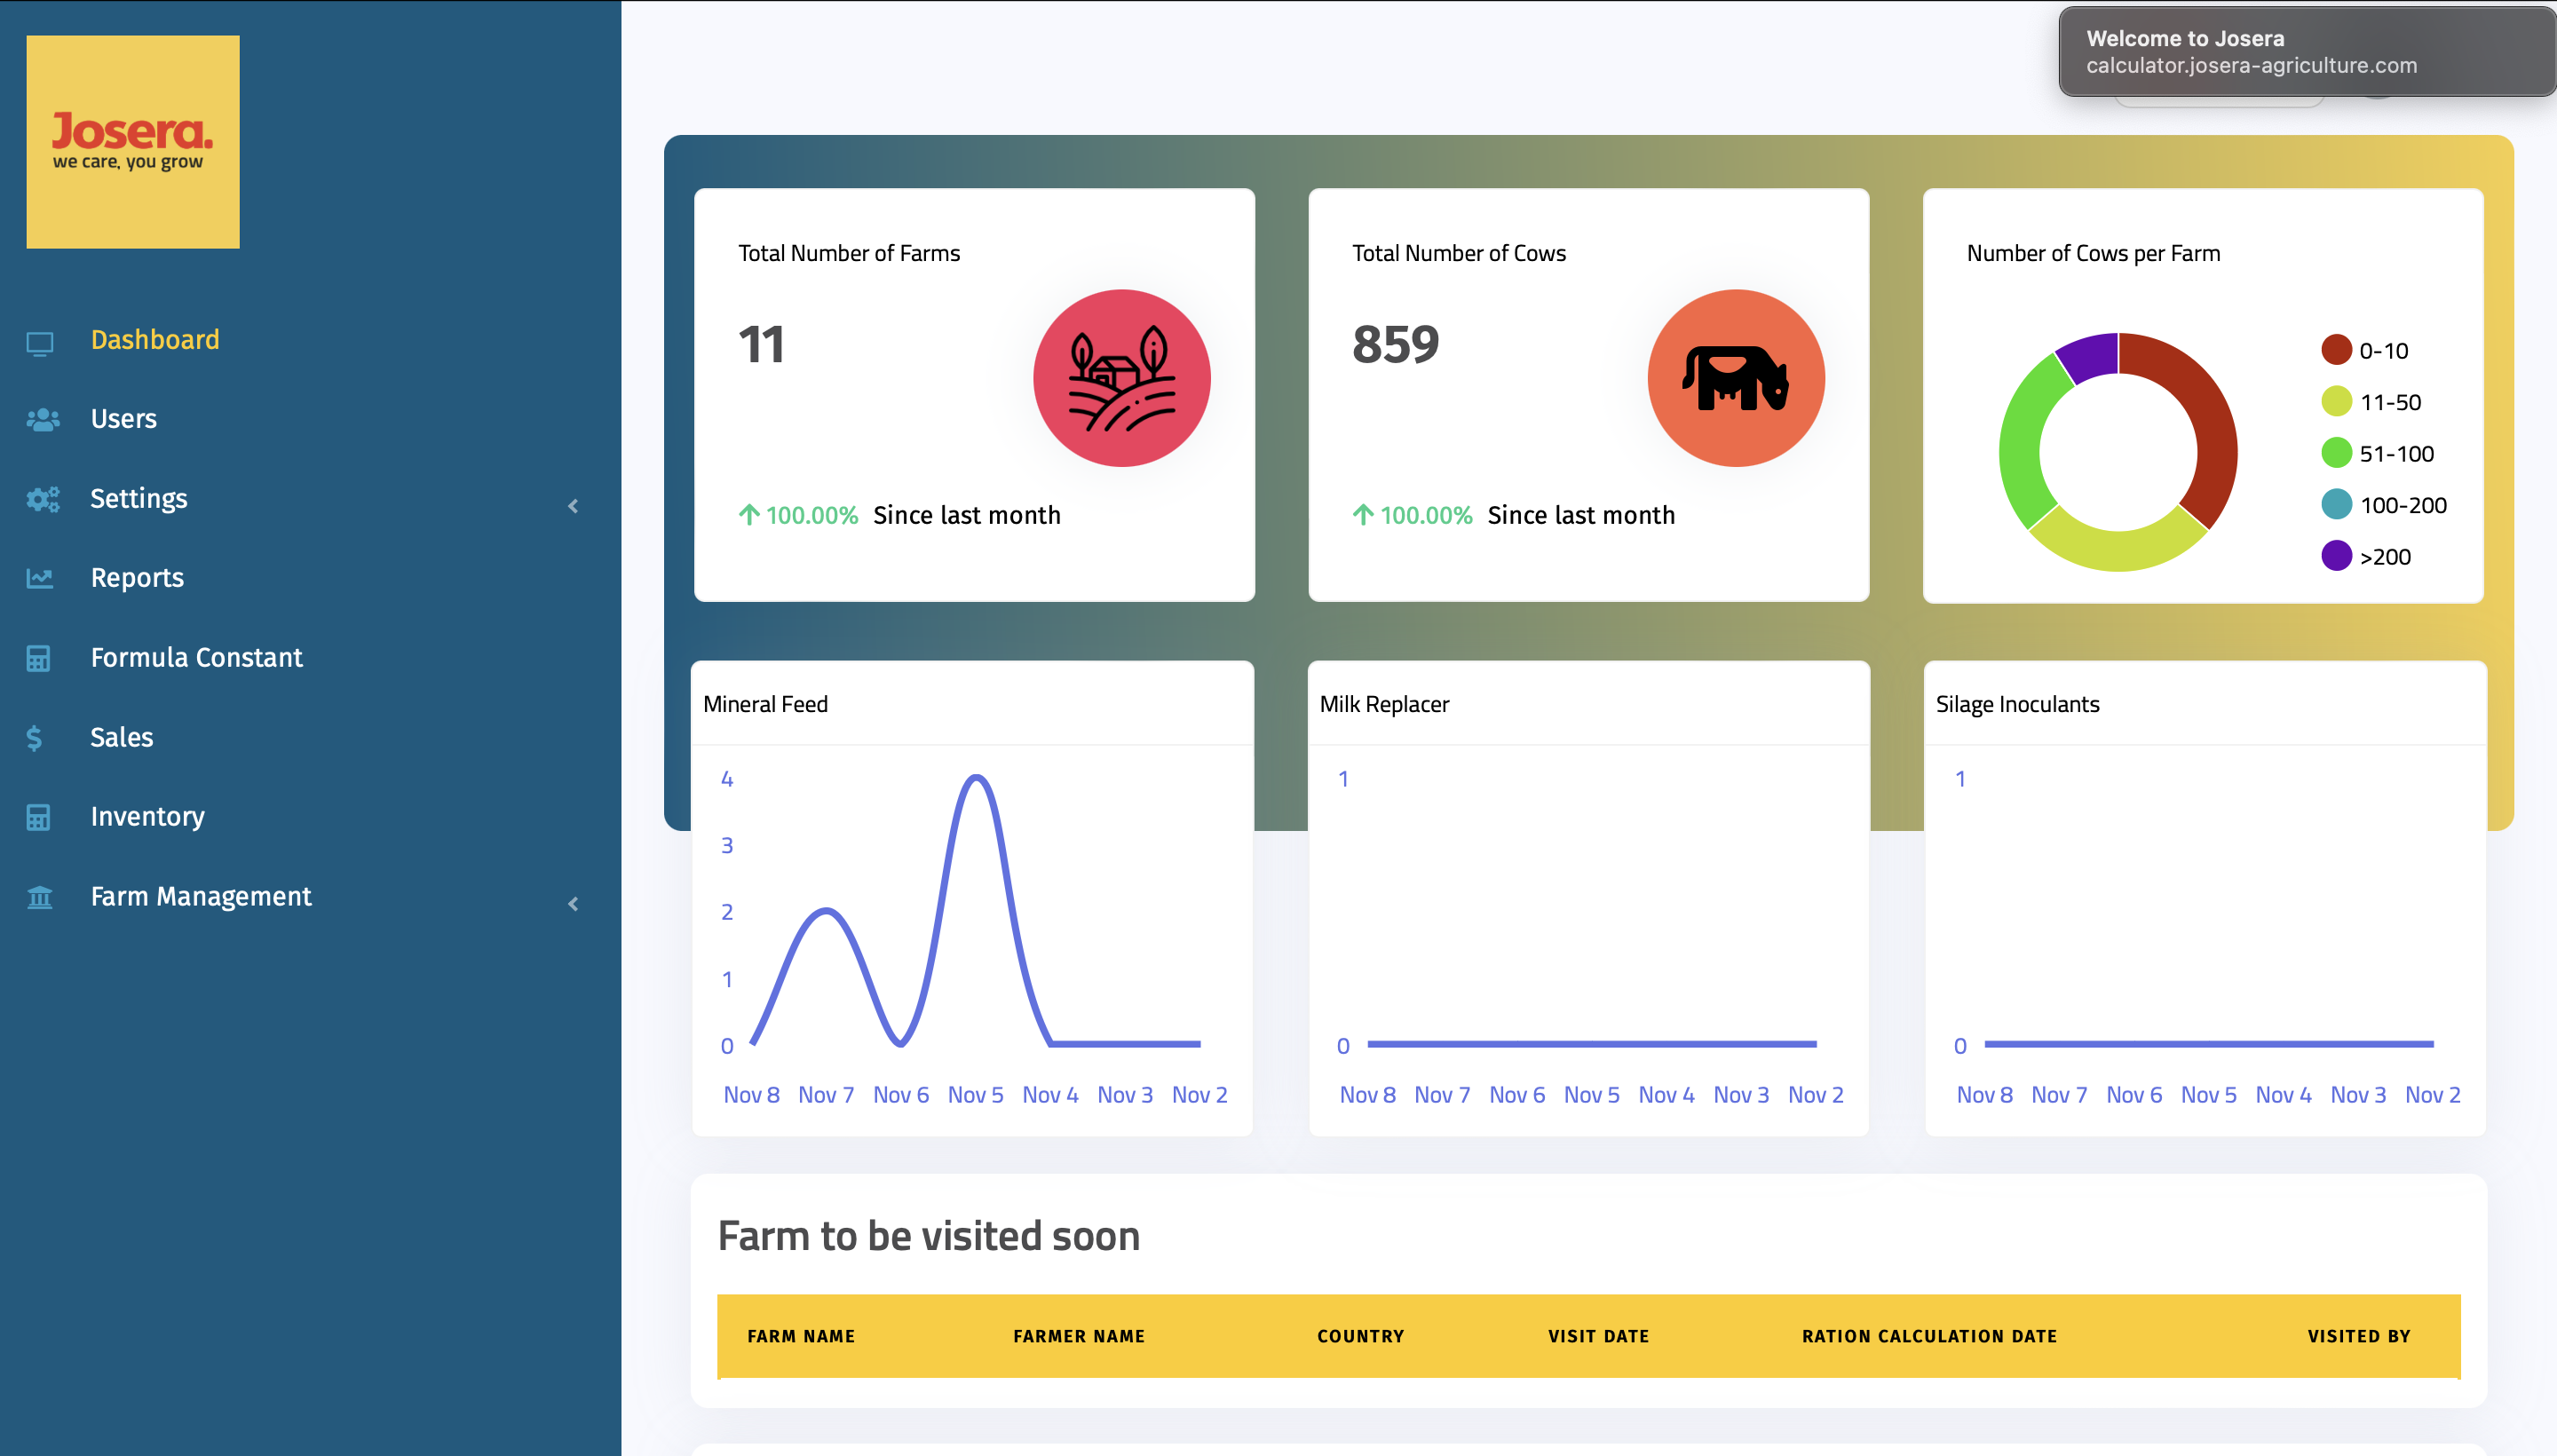 Welcome to Josera
calculator.josera-agriculture.com
Josera.
we care, you grow
Dashboard
Users
Settings
Reports
Formula Constant
Sales
Inventory
Farm Management
Total Number of Farms
11
100.00% Since last month
Total Number of Cows
859
100.00% Since last month
Number of Cows per Farm
0-10
11-50
51-100
100-200
>200
Mineral Feed
4
3
2
1
0
Nov 8 Nov 7 Nov 6 Nov 5 Nov 4 Nov 3 Nov 2
Milk Replacer
1
0
Nov 8 Nov 7 Nov 6 Nov 5 Nov 4 Nov 3 Nov 2
Silage Inoculants
1
0
Nov 8 Nov 7 Nov 6 Nov 5 Nov 4 Nov 3 Nov 2
Farm to be visited soon
FARM NAME FARMER NAME COUNTRY VISIT DATE RATION CALCULATION DATE VISITED BY